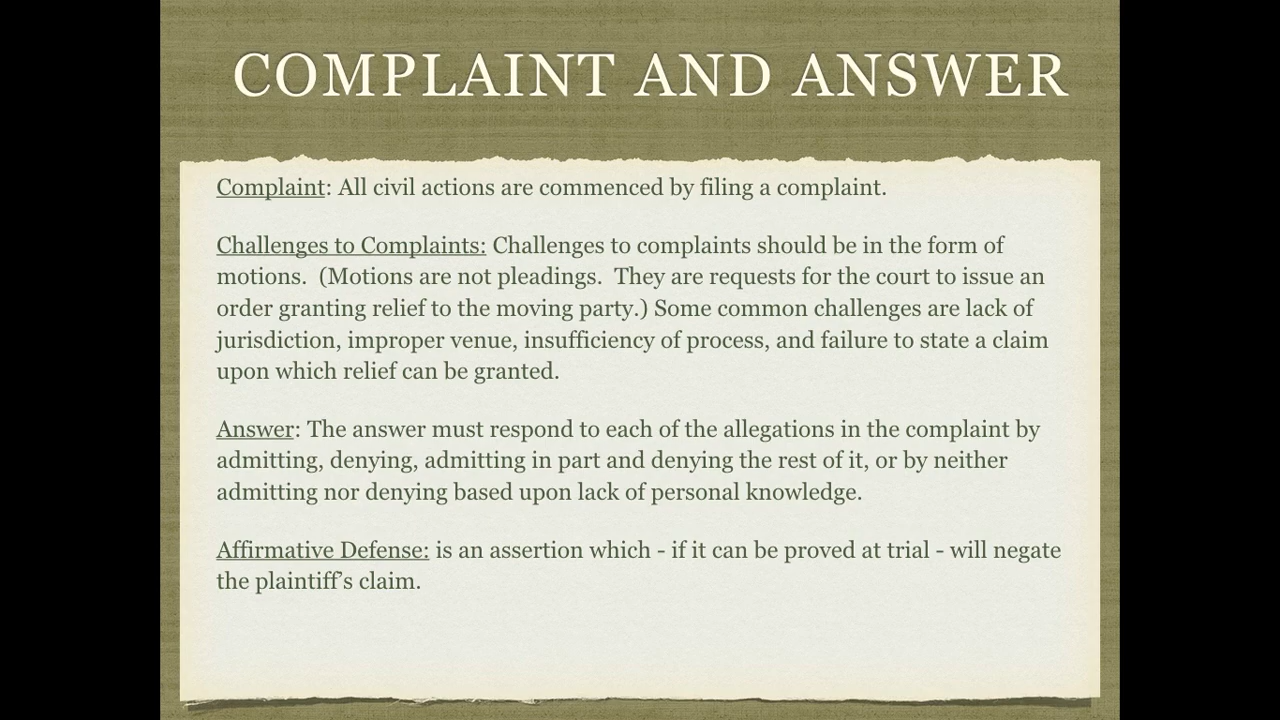 COMPLAINT AND ANSWER
Complaint: All civil actions are commenced by filing a complaint.
Challenges to Complaints: Challenges to complaints should be in the form of
motions.  (Motions are not pleadings.  They are requests for the court to issue an
order granting relief to the moving party.) Some common challenges are lack of
jurisdiction, improper venue, insufficiency of process, and failure to state a claim
upon which relief can be granted.
Answer: The answer must respond to each of the allegations in the complaint by
admitting, denying, admitting in part and denying the rest of it, or by neither
admitting nor denying based upon lack of personal knowledge.
Affirmative Defense: is an assertion which - if it can be proved at trial - will negate
the plaintiff’s claim.